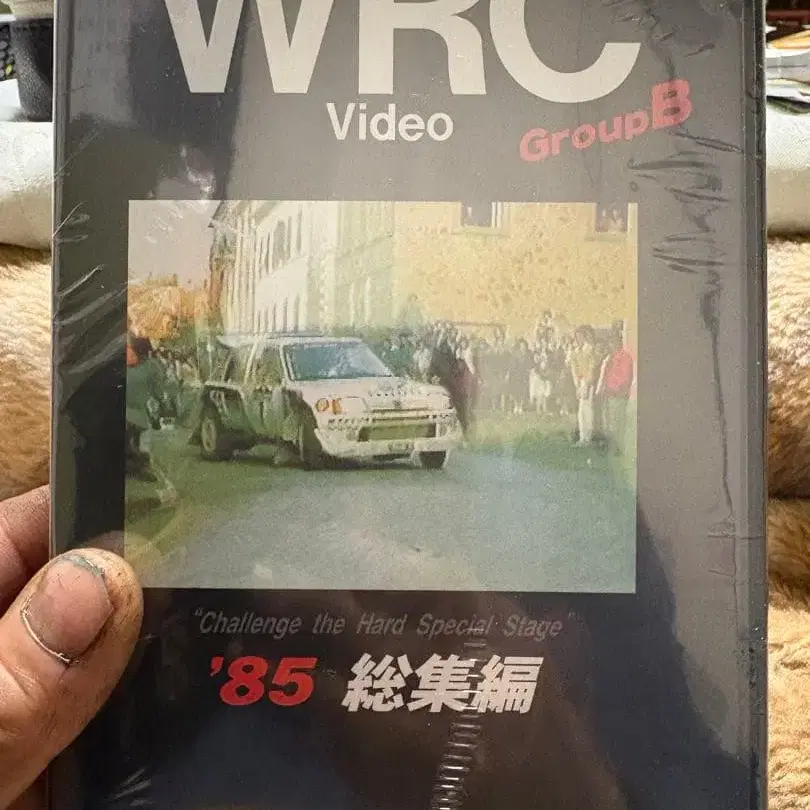 WRC
Video
GroupB
"Challenge the Hard Special Stage"
'85 総集編